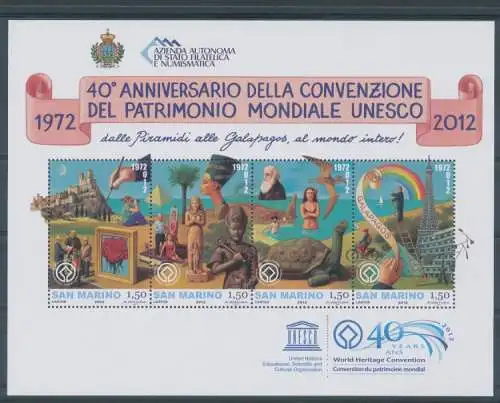 AZIENDA AUTONOMA
DI STATO FILATELICA
E NUMISMATICA
40° ANNIVERSARIO DELLA CONVENZIONE
DEL PATRIMONIO MONDIALE UNESCO
1972
2012
dalle Piramidi alle Galapagos, al mondo intero!
1972
2012
1972
2012
1972
2012
GALAPAGOS
SAN MARINO 1,50
SAN MARINO 1,50
SAN MARINO 1,50
SAN MARINO 1,50
2012
2012
2012
2012
UNESCO
United Nations
Educational, Scientific and
Cultural Organization
40
YEARS
ANS
2012
World Heritage Convention
Convention du patrimoine mondial